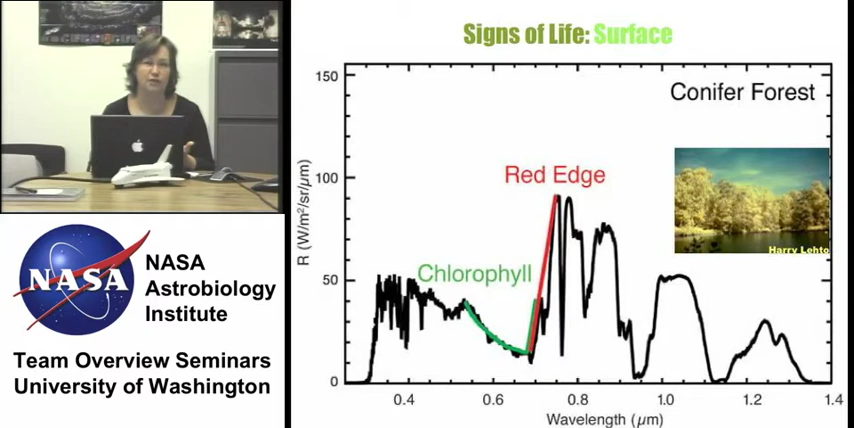 Signs of Life: Surface
150
100
50
0
R (W/m²/sr/µm)
Conifer Forest
Red Edge
Chlorophyll
Harry Lehto
0.4 0.6 0.8 1.0 1.2 1.4
Wavelength (µm)
NASA
NASA
Astrobiology
Institute
Team Overview Seminars
University of Washington